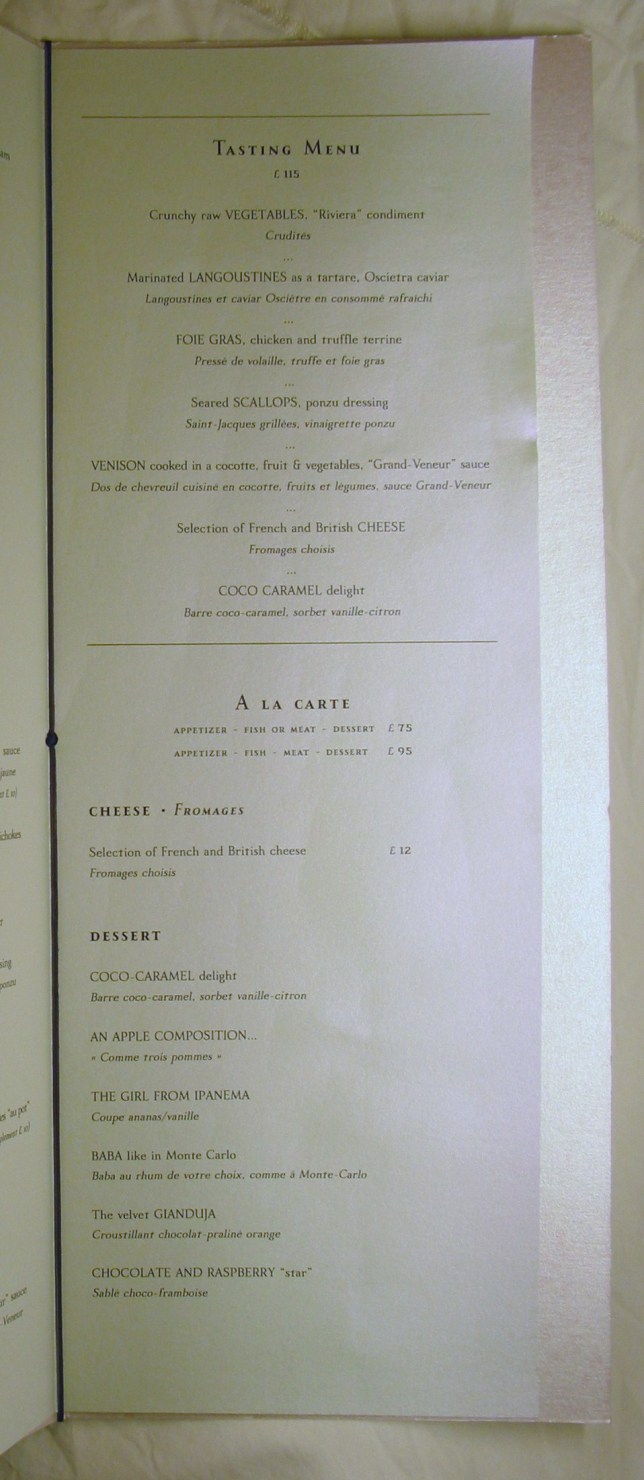 Tasting Menu
£ 115
Crunchy raw VEGETABLES, "Riviera" condiment
Crudités
...
Marinated LANGOUSTINES as a tartare, Oscietra caviar
Langoustines et caviar Osciètre en consommé rafraichi
...
FOIE GRAS, chicken and truffle terrine
Pressé de volaille, truffe et foie gras
...
Seared SCALLOPS, ponzu dressing
Saint-Jacques grillées, vinaigrette ponzu
...
VENISON cooked in a cocotte, fruit & vegetables, "Grand-Veneur" sauce
Dos de chevreuil cuisiné en cocotte, fruits et légumes, sauce Grand-Veneur
...
Selection of French and British CHEESE
Fromages choisis
...
COCO CARAMEL delight
Barre coco-caramel, sorbet vanille-citron
A LA CARTE
APPETIZER - FISH OR MEAT - DESSERT £ 75
APPETIZER - FISH - MEAT - DESSERT £ 95
CHEESE • FROMAGES
Selection of French and British cheese £ 12
Fromages choisis
DESSERT
COCO-CARAMEL delight
Barre coco-caramel, sorbet vanille-citron
AN APPLE COMPOSITION...
« Comme trois pommes »
THE GIRL FROM IPANEMA
Coupe ananas/vanille
BABA like in Monte Carlo
Baba au rhum de votre choix, comme à Monte-Carlo
The velvet GIANDUJA
Croustillant chocolat-praliné orange
CHOCOLATE AND RASPBERRY "star"
Sablé choco-framboise
sauce
jaune
ponzu
"au pot"
sauce
Veneur